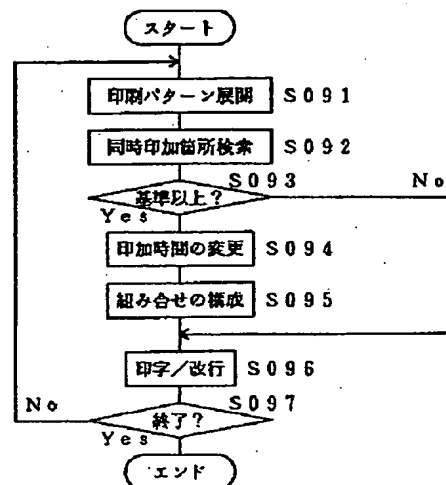 スタート
印刷パターン展開 S091
同時印加箇所検索 S092
S093
基準以上? No
Yes
印加時間の変更 S094
組み合せの構成 S095
印字/改行 S096
No S097
終了?
Yes
エンド